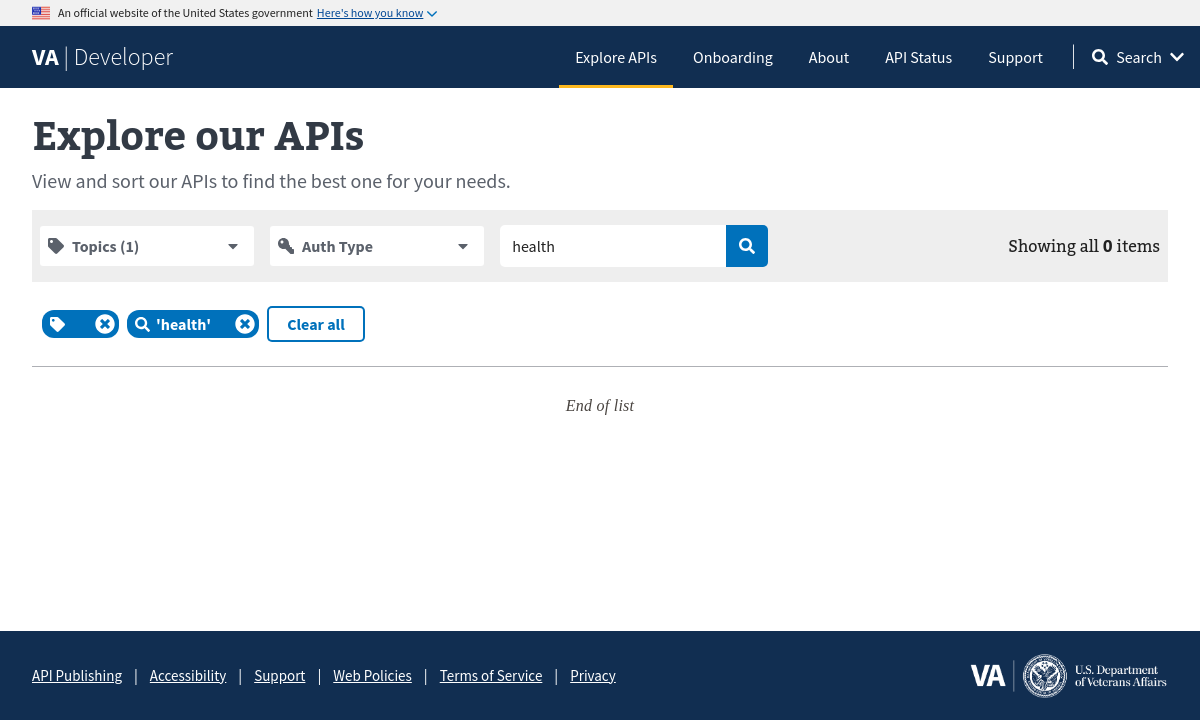 An official website of the United States government Here's how you know
VA | Developer
Explore APIs
Onboarding
About
API Status
Support
Search
Explore our APIs
View and sort our APIs to find the best one for your needs.
Topics (1)
Auth Type
health
Showing all 0 items
'health'
Clear all
End of list
API Publishing | Accessibility | Support | Web Policies | Terms of Service | Privacy
VA
U.S. Department
of Veterans Affairs